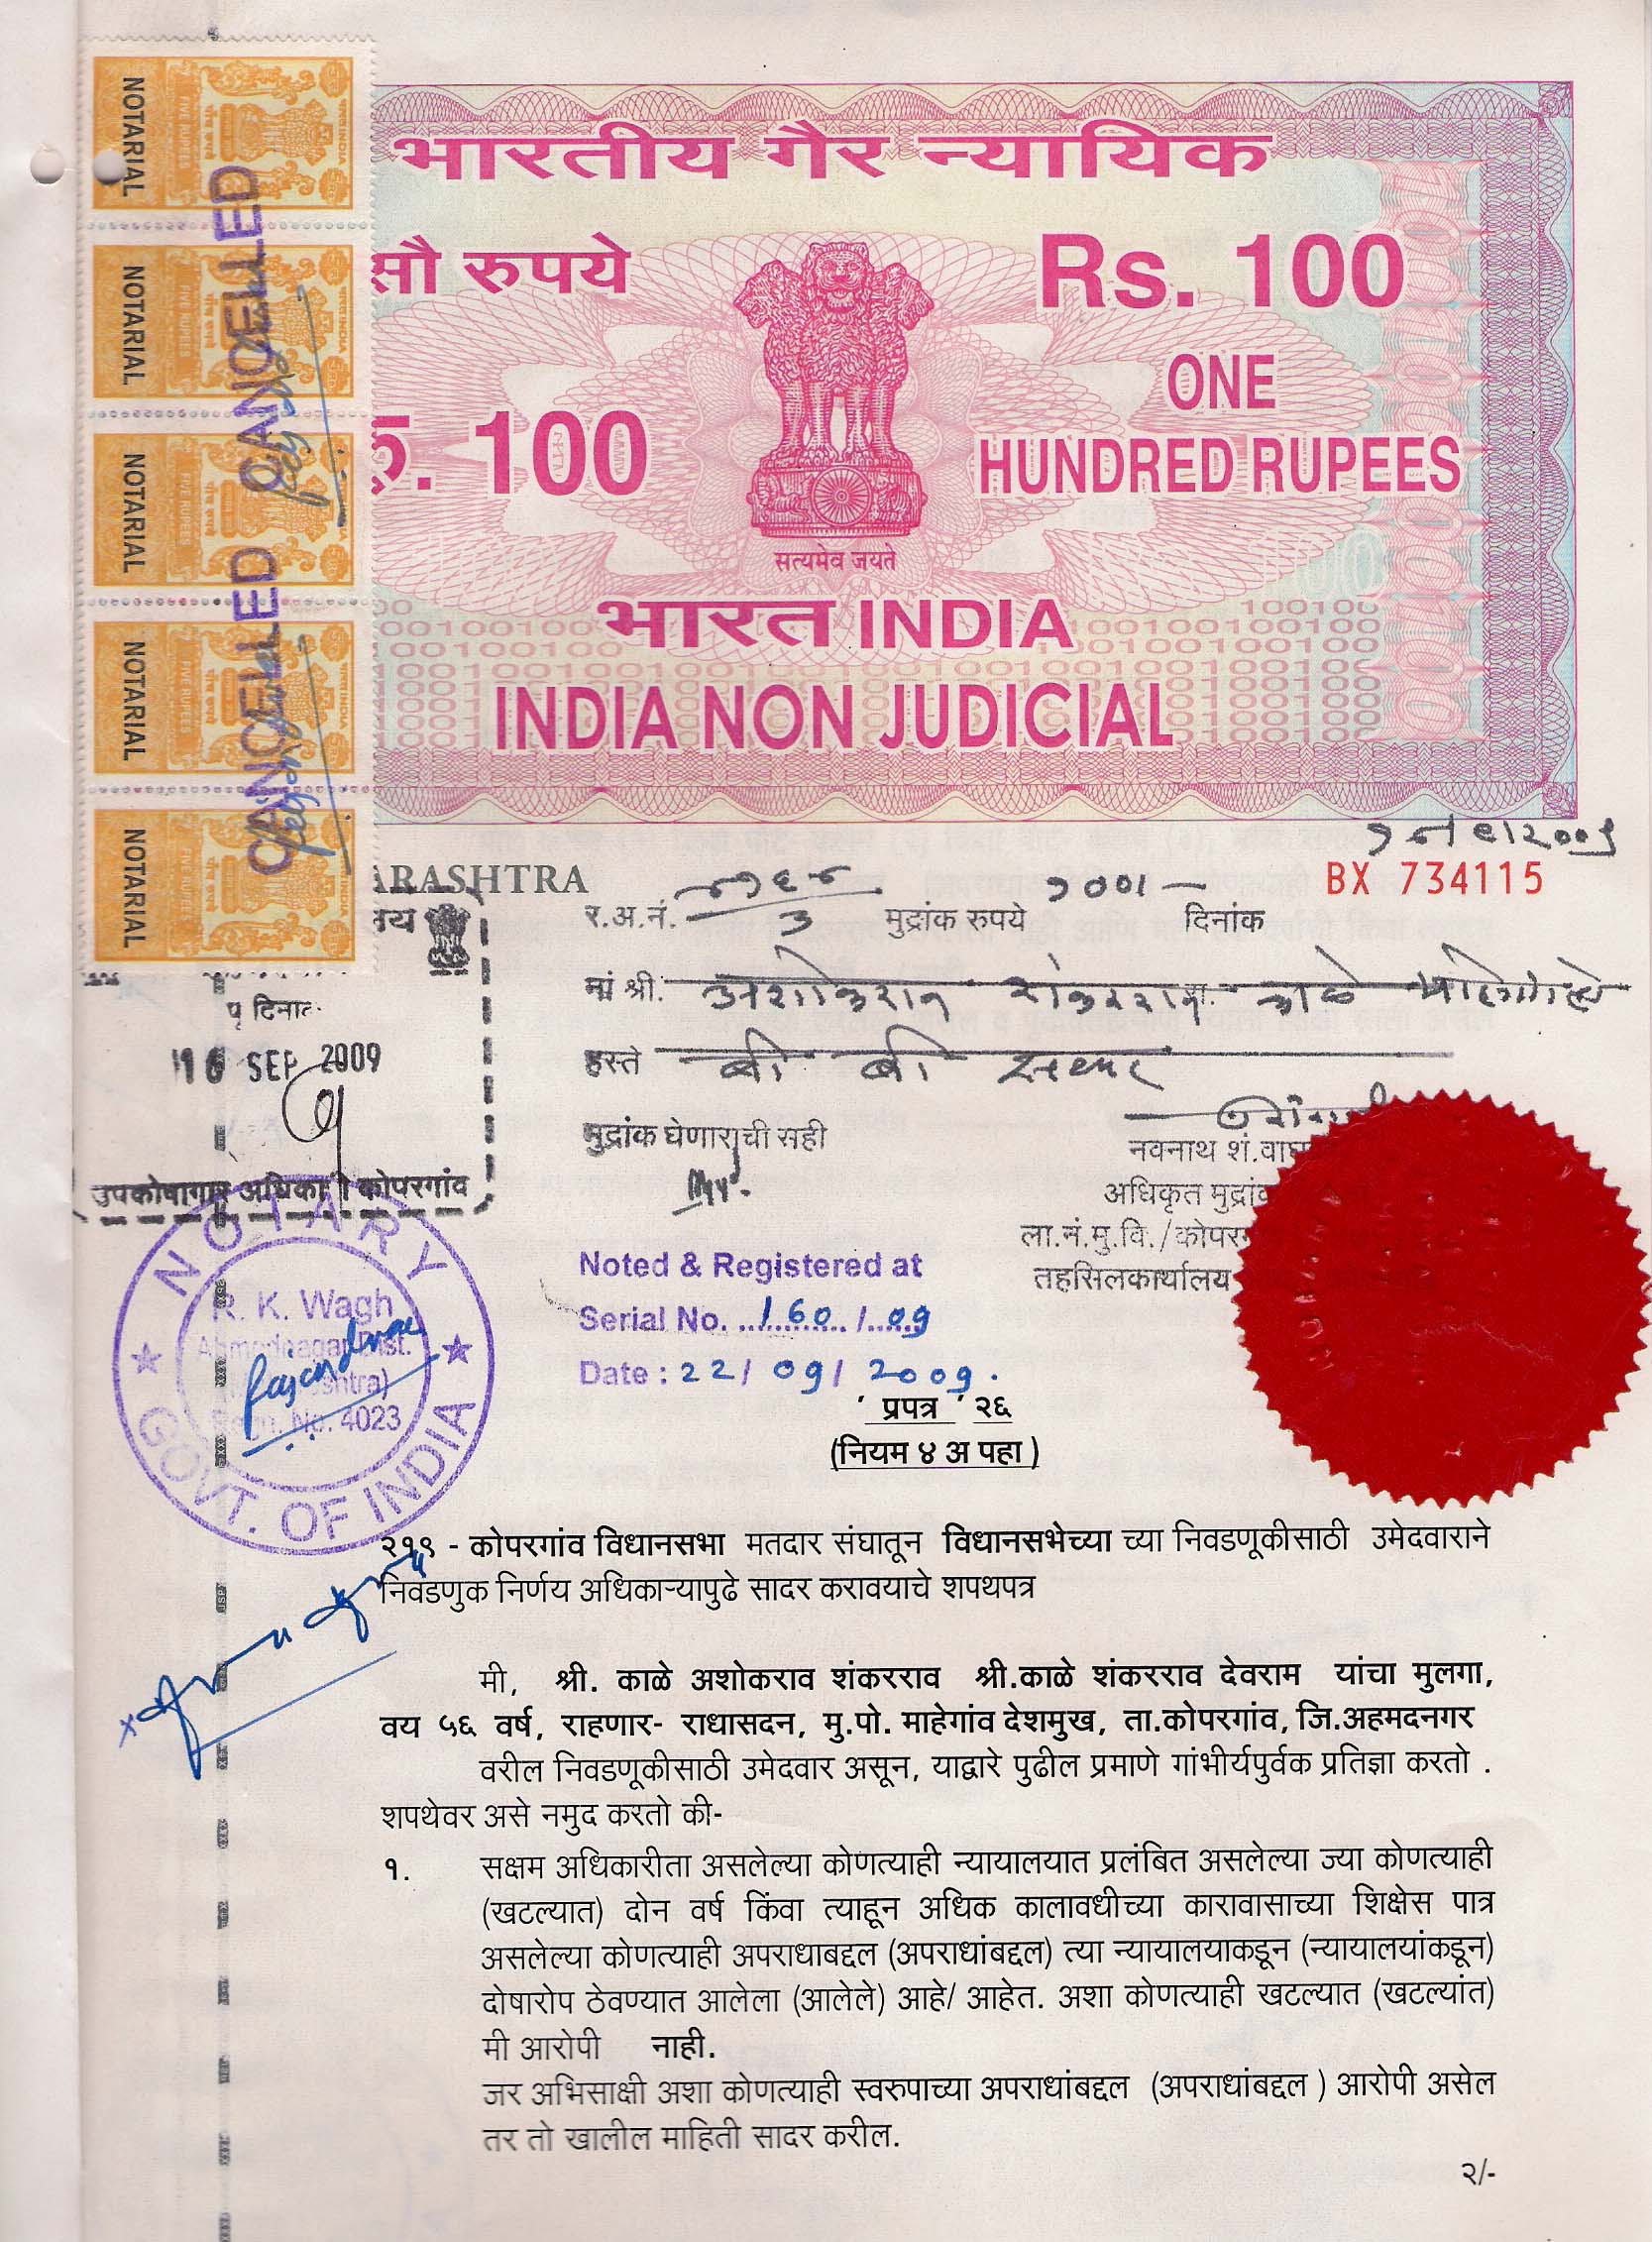 भारतीय गैर न्यायिक
सौ रुपये
Rs. 100
रु. 100
ONE
HUNDRED RUPEES
सत्यमेव जयते
भारत INDIA
INDIA NON JUDICIAL
NOTARIAL
NOTARIAL
NOTARIAL
NOTARIAL
NOTARIAL
CANCELLED
CANCELLED
ARASHTRA
BX 734115
र.अ.नं. मुद्रांक रुपये १००/- दिनांक
मां श्री. अशोकराव शंकरराव काळे
दिनांक
16 SEP 2009
हस्ते
मुद्रांक घेणाराची सही
नवनाथ शं.वाघ
अधिकृत मुद्रांक
ला.नं.मु.वि./कोपरग
तहसिलकार्यालय
उपकोषागार अधिकारी कोपरगांव
NOTARY
R. K. Wagh
Ahmednagar Dist.
Regn. No. 4023
GOVT. OF INDIA
Noted & Registered at
Serial No. 160 / 09
Date : 22/ 09/ 2009.
' प्रपत्र ' २६
(नियम ४ अ पहा )
२१९ - कोपरगांव विधानसभा मतदार संघातून विधानसभेच्या च्या निवडणूकीसाठी उमेदवाराने
निवडणुक निर्णय अधिकाऱ्यापुढे सादर करावयाचे शपथपत्र
मी, श्री. काळे अशोकराव शंकरराव श्री.काळे शंकरराव देवराम यांचा मुलगा,
वय ५६ वर्ष, राहणार- राधासदन, मु.पो. माहेगांव देशमुख, ता.कोपरगांव, जि.अहमदनगर
वरील निवडणूकीसाठी उमेदवार असून, याद्वारे पुढील प्रमाणे गांभीर्यपुर्वक प्रतिज्ञा करतो .
शपथेवर असे नमुद करतो की-
१. सक्षम अधिकारीता असलेल्या कोणत्याही न्यायालयात प्रलंबित असलेल्या ज्या कोणत्याही
(खटल्यात) दोन वर्ष किंवा त्याहून अधिक कालावधीच्या कारावासाच्या शिक्षेस पात्र
असलेल्या कोणत्याही अपराधाबद्दल (अपराधांबद्दल) त्या न्यायालयाकडून (न्यायालयांकडून)
दोषारोप ठेवण्यात आलेला (आलेले) आहे/ आहेत. अशा कोणत्याही खटल्यात (खटल्यांत)
मी आरोपी नाही.
जर अभिसाक्षी अशा कोणत्याही स्वरुपाच्या अपराधांबद्दल (अपराधांबद्दल ) आरोपी असेल
तर तो खालील माहिती सादर करील.
२/-